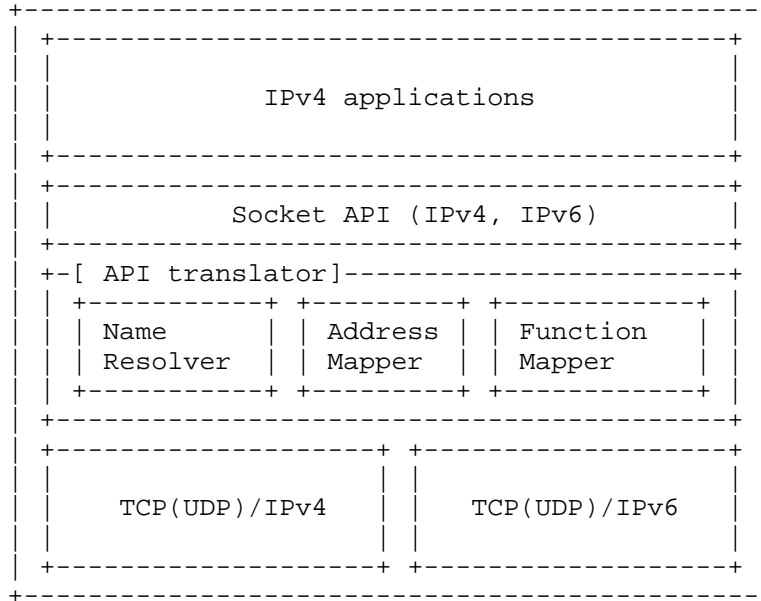 IPv4 applications
Socket API (IPv4, IPv6)
[ API translator]
Name Address Function
Resolver Mapper Mapper
TCP(UDP)/IPv4 TCP(UDP)/IPv6